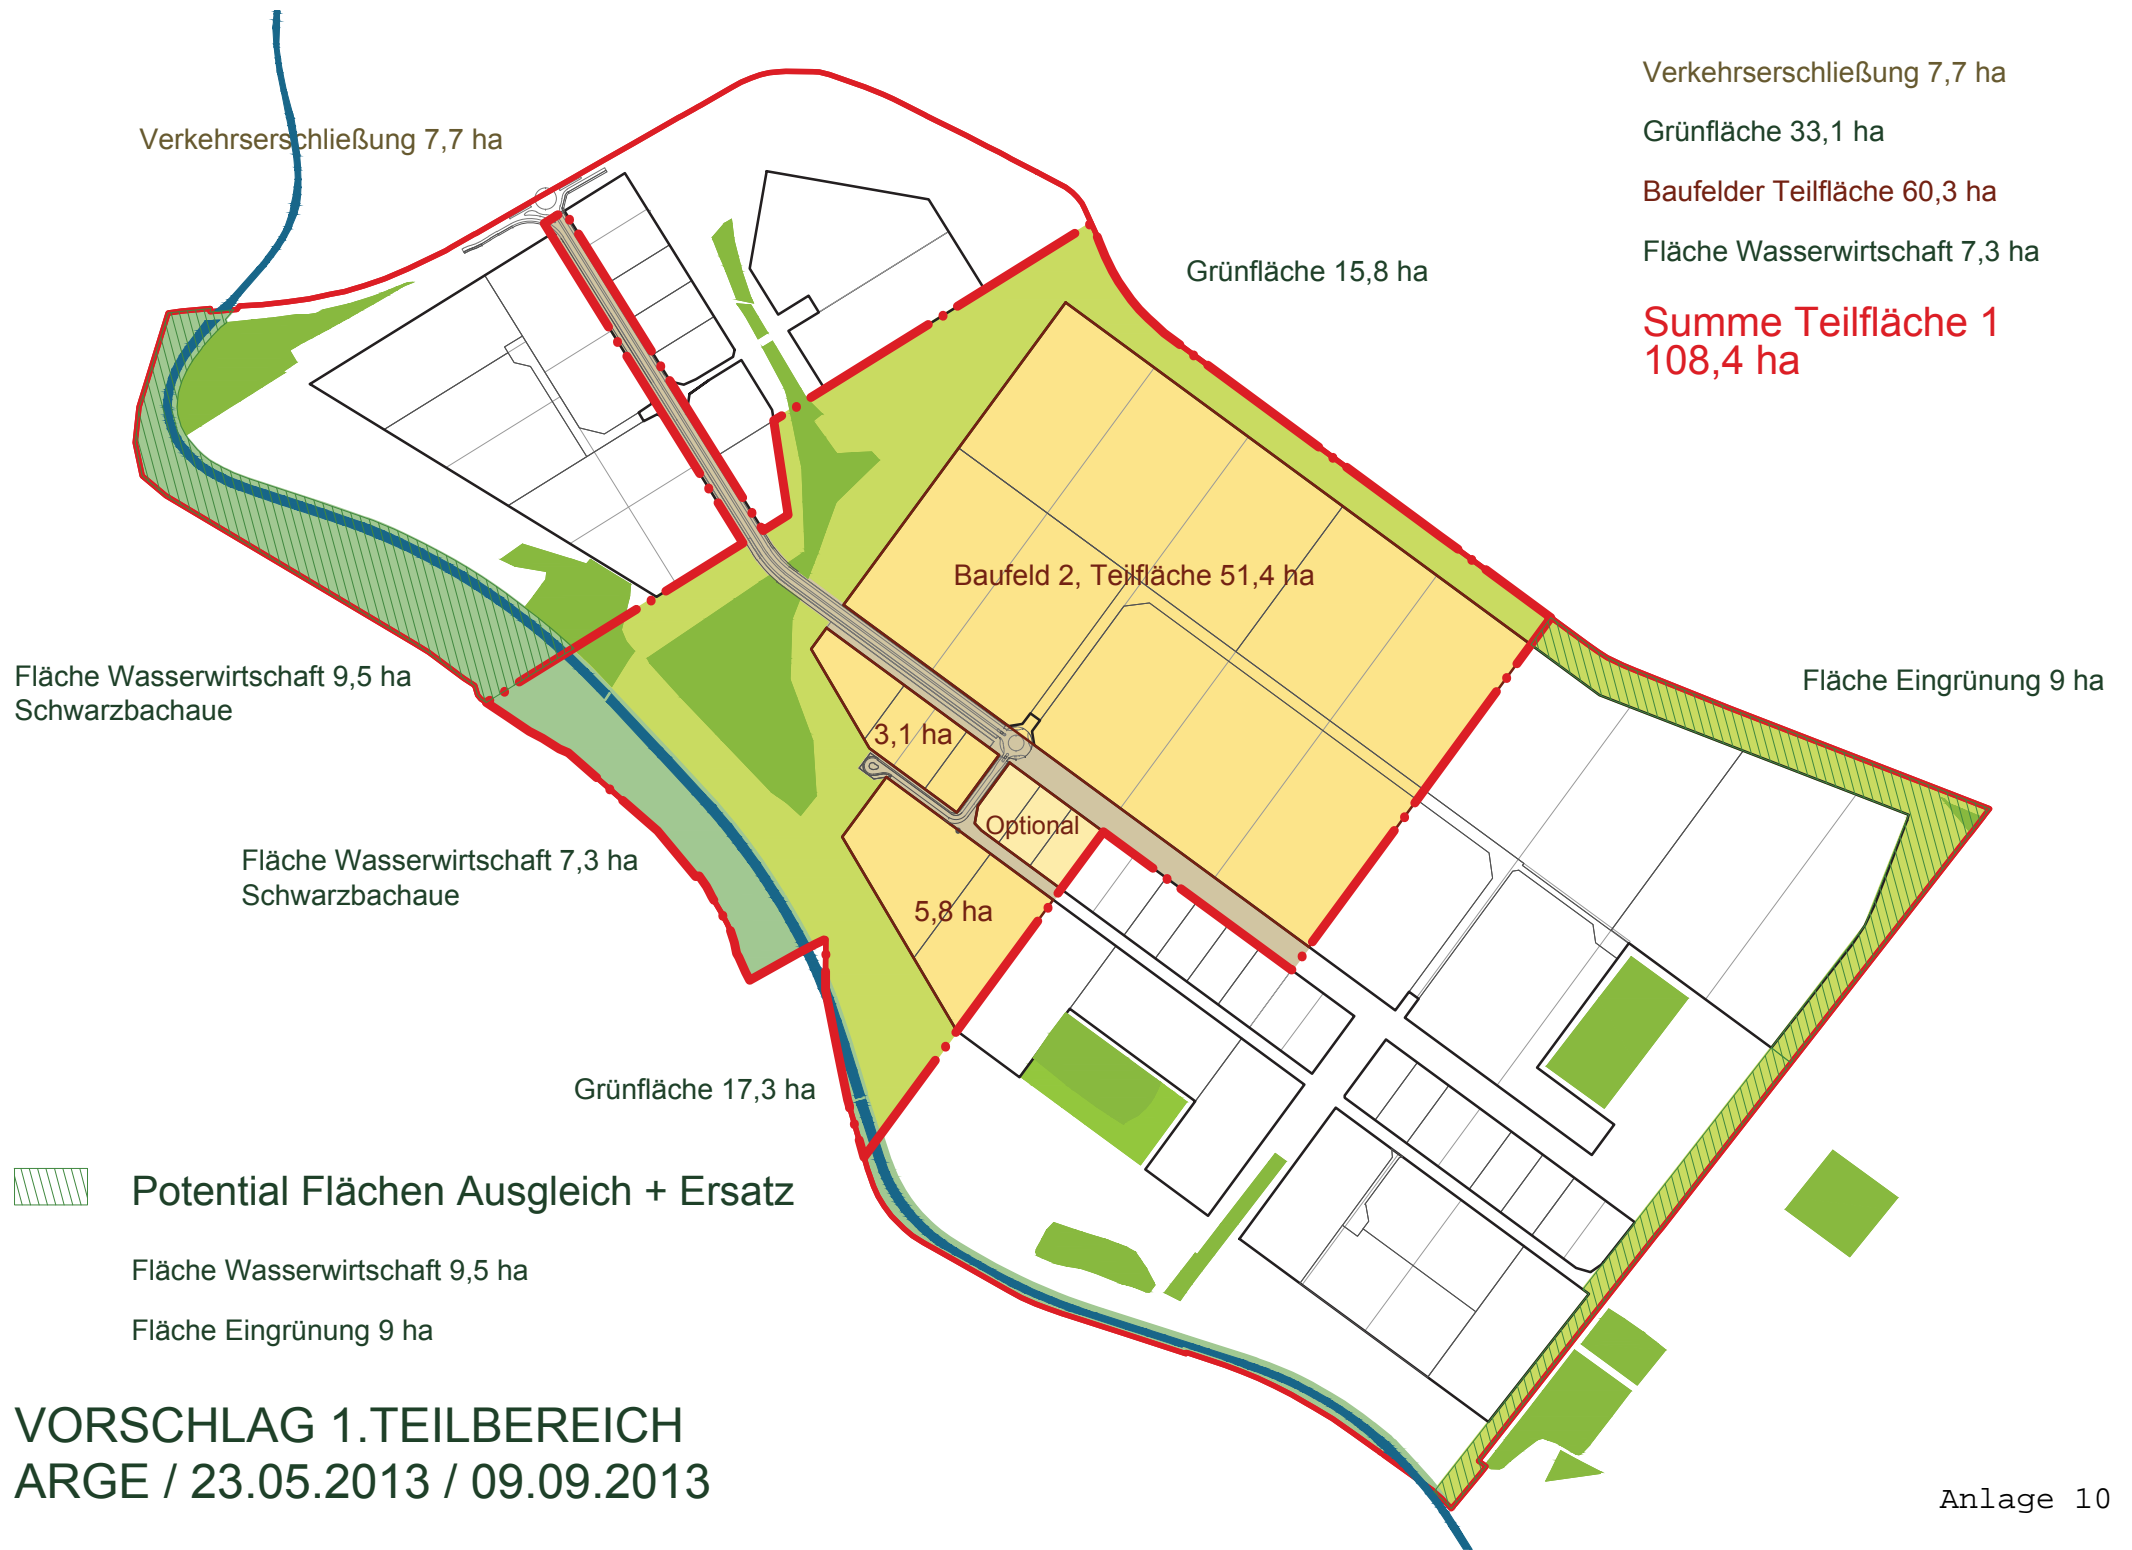 Verkehrserschließung 7,7 ha
Grünfläche 33,1 ha
Baufelder Teilfläche 60,3 ha
Fläche Wasserwirtschaft 7,3 ha
Summe Teilfläche 1
108,4 ha
Verkehrserschließung 7,7 ha
Grünfläche 15,8 ha
Baufeld 2, Teilfläche 51,4 ha
Fläche Wasserwirtschaft 9,5 ha
Schwarzbachaue
Fläche Eingrünung 9 ha
3,1 ha
Optional
Fläche Wasserwirtschaft 7,3 ha
Schwarzbachaue
5,8 ha
Grünfläche 17,3 ha
Potential Flächen Ausgleich + Ersatz
Fläche Wasserwirtschaft 9,5 ha
Fläche Eingrünung 9 ha
VORSCHLAG 1.TEILBEREICH
ARGE / 23.05.2013 / 09.09.2013
Anlage 10